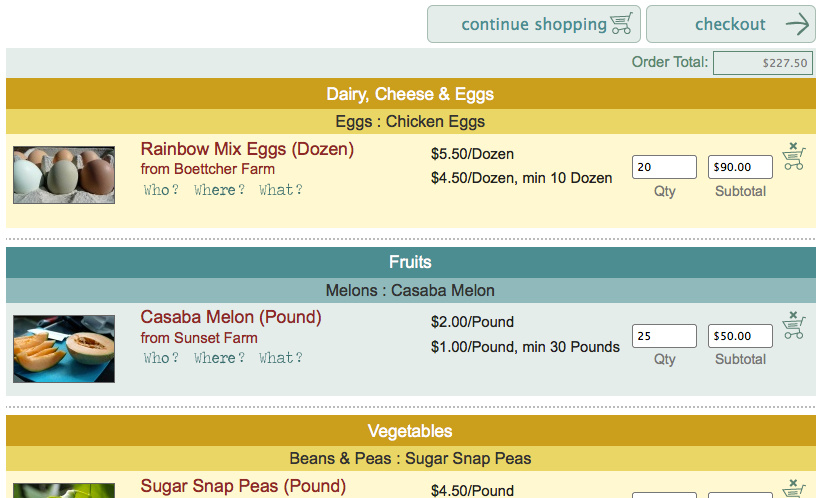 continue shopping
checkout
Order Total: $227.50
Dairy, Cheese & Eggs
Eggs : Chicken Eggs
Rainbow Mix Eggs (Dozen)
from Boettcher Farm
Who? Where? What?
$5.50/Dozen
$4.50/Dozen, min 10 Dozen
20
Qty
$90.00
Subtotal
Fruits
Melons : Casaba Melon
Casaba Melon (Pound)
from Sunset Farm
Who? Where? What?
$2.00/Pound
$1.00/Pound, min 30 Pounds
25
Qty
$50.00
Subtotal
Vegetables
Beans & Peas : Sugar Snap Peas
Sugar Snap Peas (Pound)
$4.50/Pound